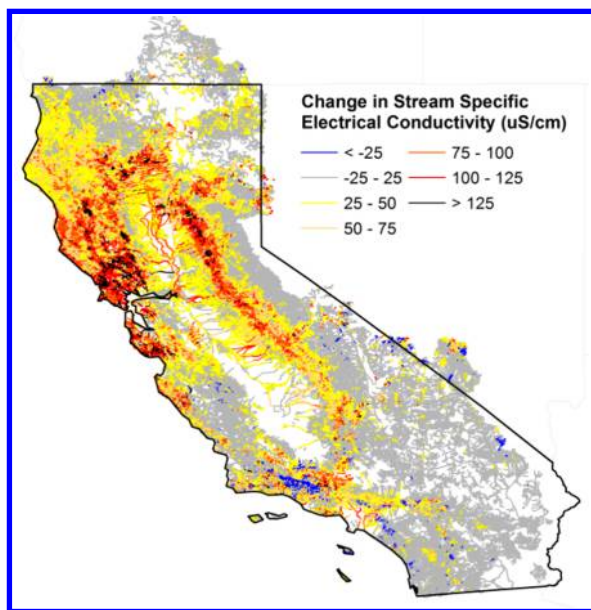 Change in Stream Specific
Electrical Conductivity (uS/cm)
< -25
75 - 100
-25 - 25
100 - 125
25 - 50
> 125
50 - 75